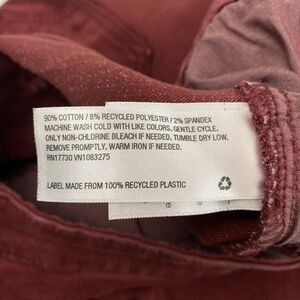 90% COTTON / 8% RECYCLED POLYESTER / 2% SPANDEX
MACHINE WASH COLD WITH LIKE COLORS. GENTLE CYCLE.
ONLY NON-CHLORINE BLEACH IF NEEDED. TUMBLE DRY LOW.
REMOVE PROMPTLY. WARM IRON IF NEEDED.
RN17730 VN1083275
LABEL MADE FROM 100% RECYCLED PLASTIC